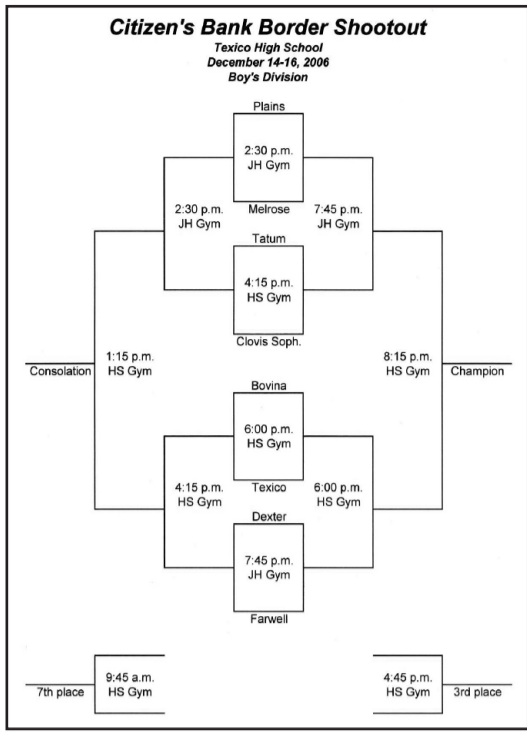 Citizen's Bank Border Shootout
Texico High School
December 14-16, 2006
Boy's Division
Plains
2:30 p.m.
JH Gym
Melrose
2:30 p.m.
JH Gym
7:45 p.m.
JH Gym
Tatum
4:15 p.m.
HS Gym
Clovis Soph.
Consolation
1:15 p.m.
HS Gym
8:15 p.m.
HS Gym
Champion
Bovina
6:00 p.m.
HS Gym
Texico
4:15 p.m.
HS Gym
6:00 p.m.
HS Gym
Dexter
7:45 p.m.
JH Gym
Farwell
7th place
9:45 a.m.
HS Gym
4:45 p.m.
HS Gym
3rd place